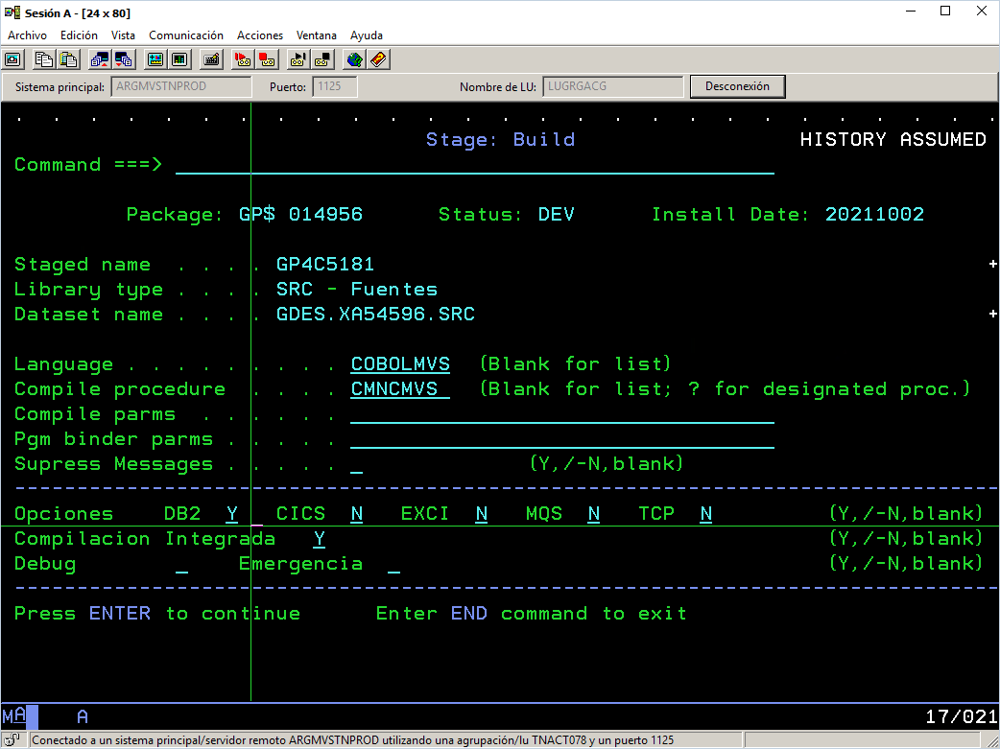 Sesión A - [24 x 80]
Archivo Edición Vista Comunicación Acciones Ventana Ayuda
Sistema principal: ARGMVSTNPROD Puerto: 1125 Nombre de LU: LUGRGACG Desconexión
. . . . . . . . . . . . . . . . . . . . . . . . . . .
Stage: Build HISTORY ASSUMED
Command ===> 
Package: GP$ 014956 Status: DEV Install Date: 20211002
Staged name . . . . GP4C5181 +
Library type . . . . SRC - Fuentes
Dataset name . . . . GDES.XA54596.SRC +
Language . . . . . . . . . COBOLMVS (Blank for list)
Compile procedure . . . . CMNCMVS (Blank for list; ? for designated proc.)
Compile parms . . . . .
Pgm binder parms . . . . .
Supress Messages . . . . . _ (Y,/-N,blank)
Opciones DB2 Y _ CICS N EXCI N MQS N TCP N (Y,/-N,blank)
Compilacion Integrada Y (Y,/-N,blank)
Debug _ Emergencia _ (Y,/-N,blank)
Press ENTER to continue Enter END command to exit
MA A 17/021
Conectado a un sistema principal/servidor remoto ARGMVSTNPROD utilizando una agrupación/lu TNACT078 y un puerto 1125